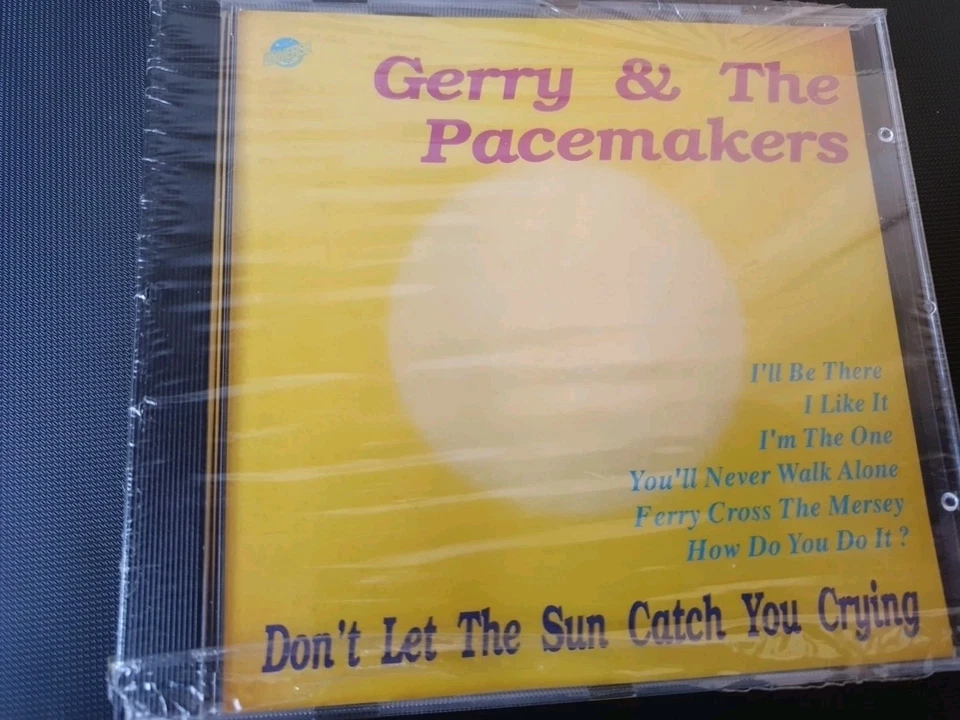 Gerry & The
Pacemakers
I'll Be There
I Like It
I'm The One
You'll Never Walk Alone
Ferry Cross The Mersey
How Do You Do It ?
Don't Let The Sun Catch You Crying